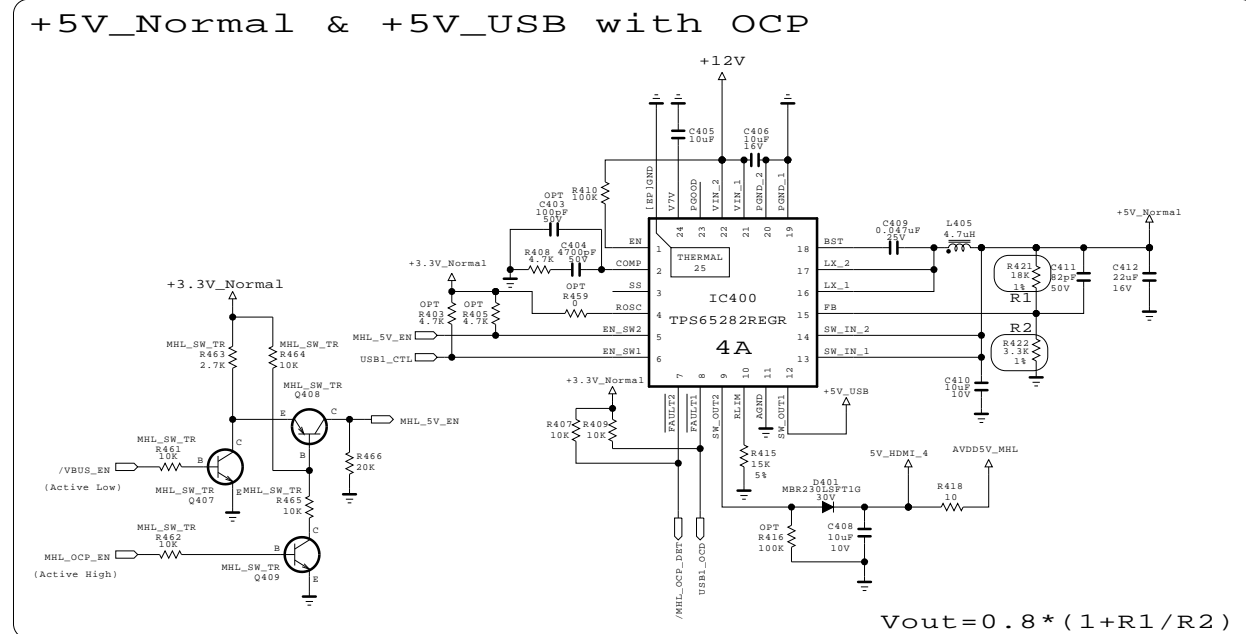 +5V_Normal & +5V_USB with OCP
+12V
C405
10uF
C406
10uF
16V
R410
100K
[EP]GND
V7V
PGOOD
VIN_2
VIN_1
PGND_2
PGND_1
24
23
22
21
20
19
OPT
C403
100pF
50V
R408
4.7K
C404
4700pF
50V
OPT
R459
0
+3.3V_Normal
OPT
R403
4.7K
OPT
R405
4.7K
MHL_5V_EN
USB1_CTL
EN
COMP
SS
ROSC
EN_SW2
EN_SW1
1
2
3
4
5
6
THERMAL
25
IC400
TPS65282REGR
4A
18
17
16
15
14
13
BST
LX_2
LX_1
FB
SW_IN_2
SW_IN_1
C409
0.047uF
25V
L405
4.7uH
+5V_Normal
R421
18K
1%
R1
C411
82pF
50V
C412
22uF
16V
R2
R422
3.3K
1%
C410
10uF
10V
7
8
9
10
11
12
FAULT2
FAULT1
SW_OUT2
RLIM
AGND
SW_OUT1
+5V_USB
+3.3V_Normal
R407
10K
R409
10K
R415
15K
5%
/MHL_OCP_DET
USB1_OCD
D401
MBR230LSFT1G
30V
5V_HDMI_4
AVDD5V_MHL
R418
10
OPT
R416
100K
C408
10uF
10V
+3.3V_Normal
MHL_SW_TR
R463
2.7K
MHL_SW_TR
R464
10K
MHL_SW_TR
Q408
E
C
B
MHL_5V_EN
R466
20K
MHL_SW_TR
R461
10K
/VBUS_EN
(Active Low)
B
C
E
MHL_SW_TR
Q407
MHL_SW_TR
R465
10K
MHL_SW_TR
R462
10K
MHL_OCP_EN
(Active High)
B
C
E
MHL_SW_TR
Q409
Vout=0.8*(1+R1/R2)